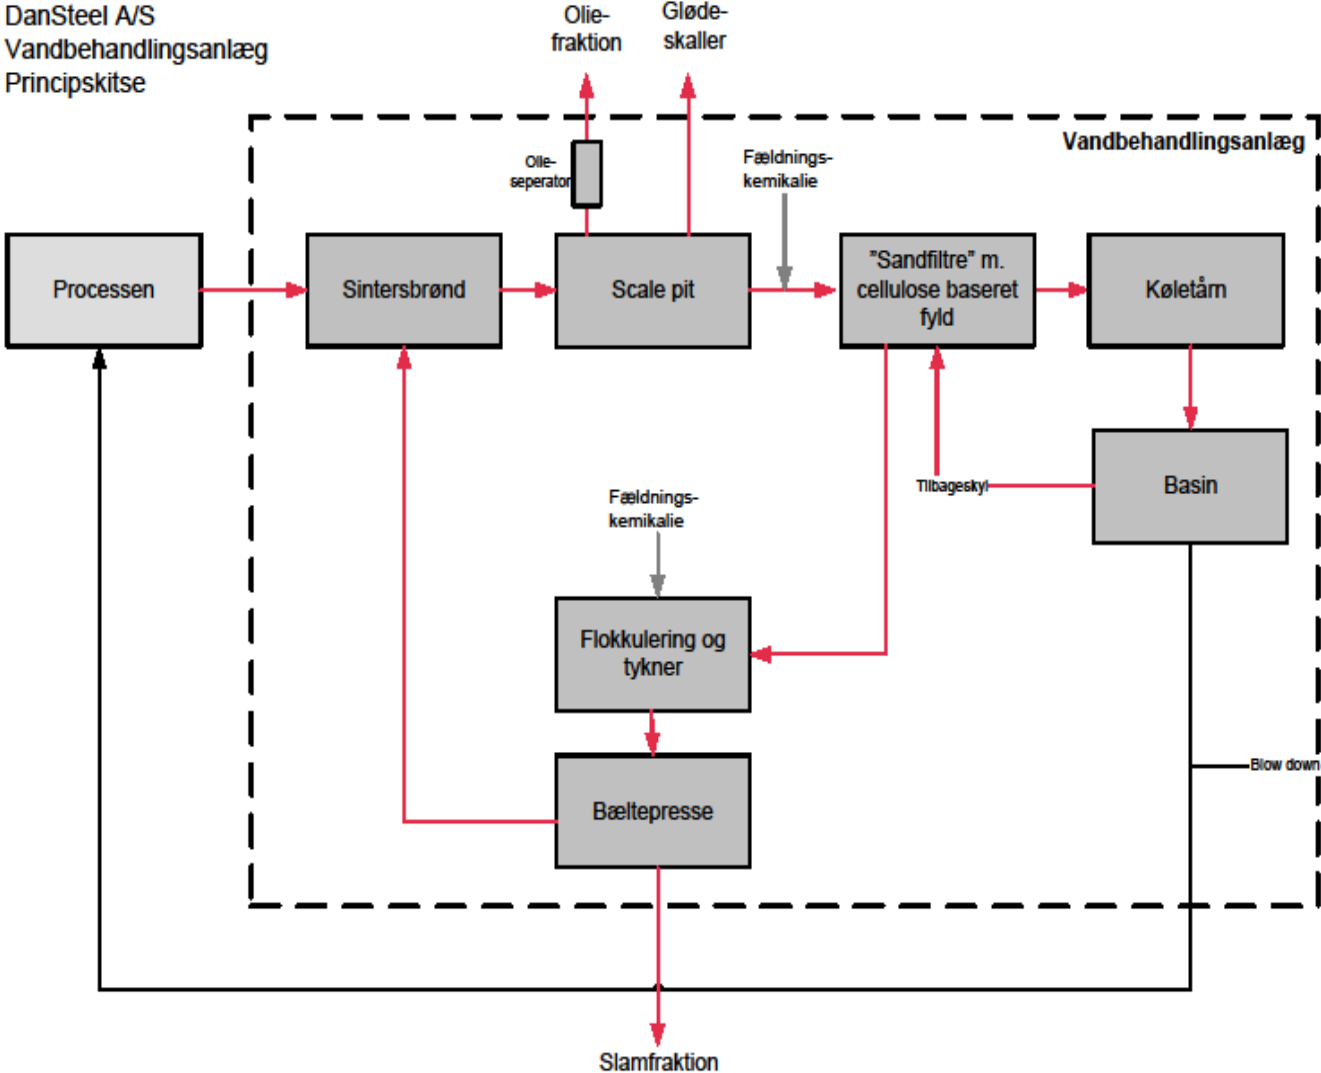 DanSteel A/S
Vandbehandlingsanlæg
Principskitse
Olie-
fraktion
Gløde-
skaller
Vandbehandlingsanlæg
Olie-
seperator
Fældnings-
kemikalie
Processen
Sintersbrønd
Scale pit
"Sandfiltre" m.
cellulose baseret
fyld
Køletårn
Tilbageskyl
Basin
Fældnings-
kemikalie
Flokkulering og
tykner
Blow down
Bæltepresse
Slamfraktion